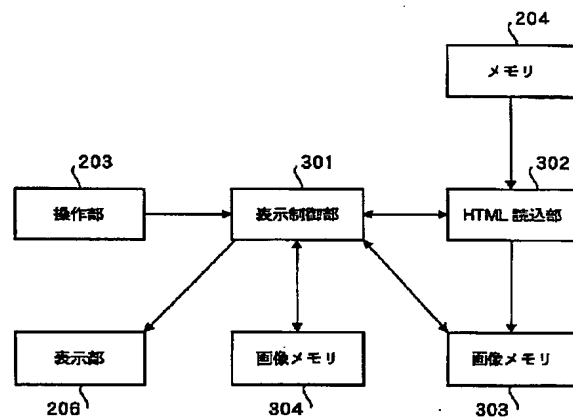 204
メモリ
203
301
302
操作部
表示制御部
HTML 読込部
表示部
画像メモリ
画像メモリ
206
304
303